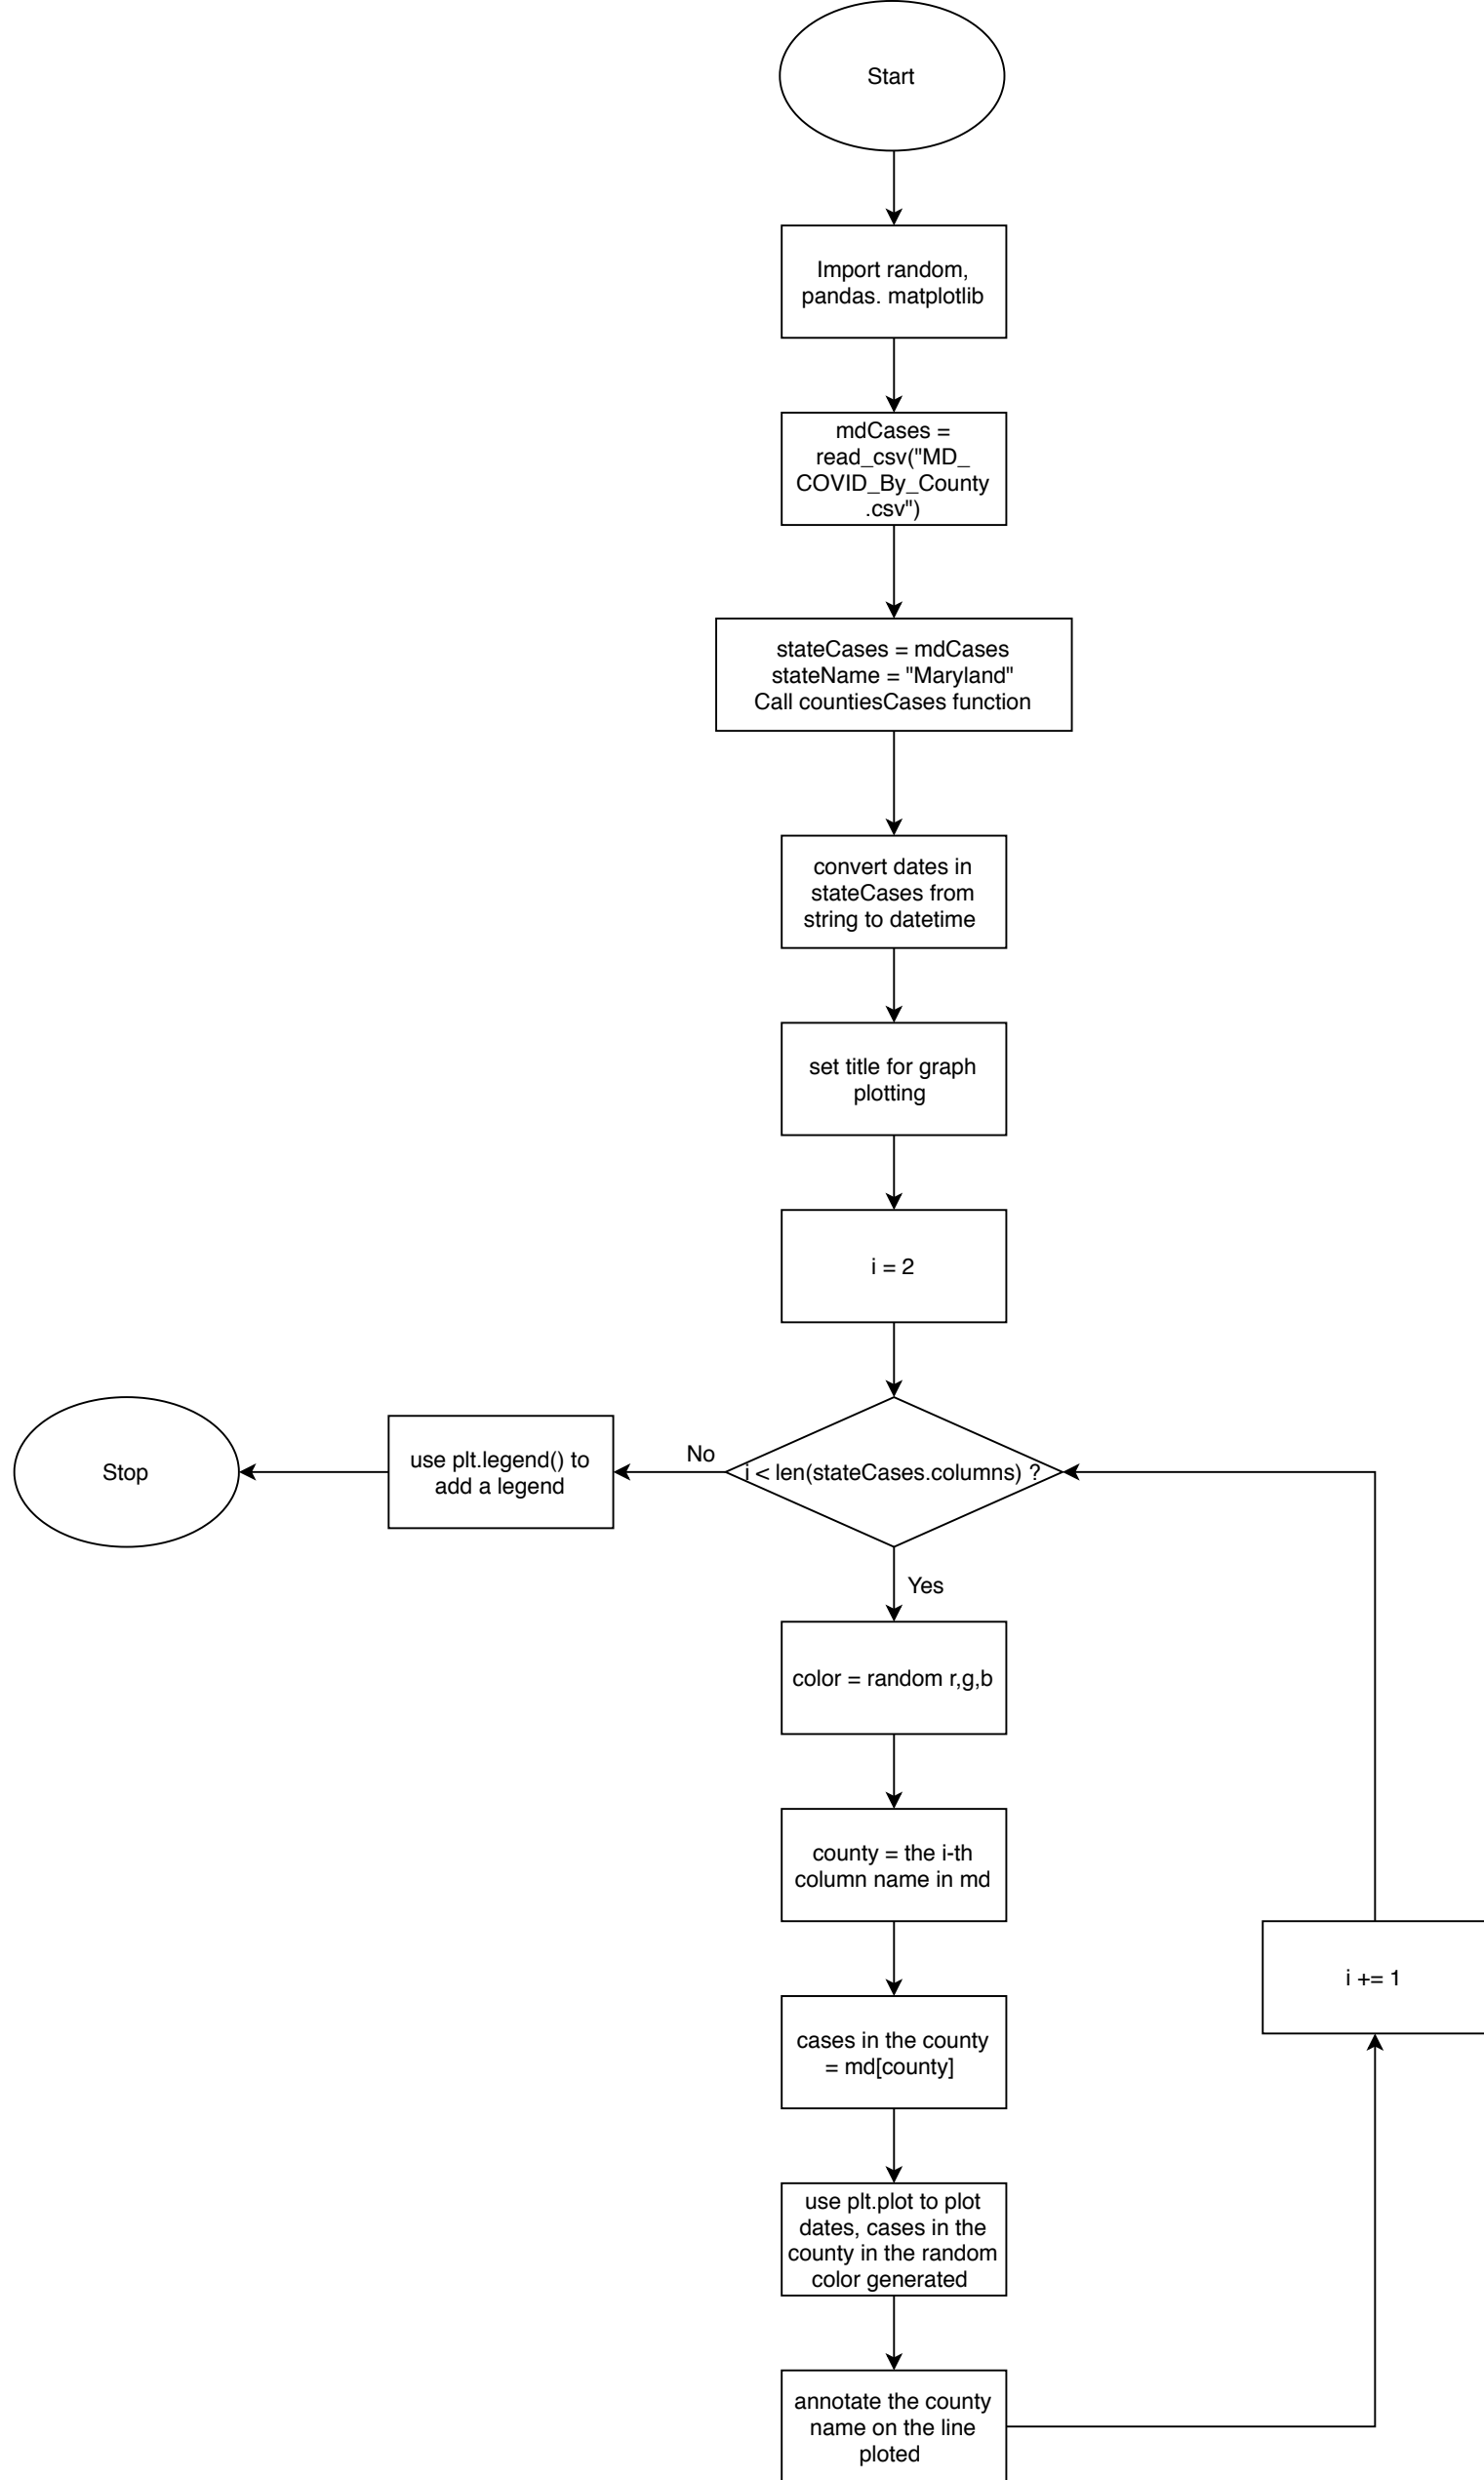 Start
Import random,
pandas. matplotlib
mdCases =
read_csv("MD_
COVID_By_County
.csv")
stateCases = mdCases
stateName = "Maryland"
Call countiesCases function
convert dates in
stateCases from
string to datetime
set title for graph
plotting
i = 2
i < len(stateCases.columns) ?
No
use plt.legend() to
add a legend
Stop
Yes
color = random r,g,b
county = the i-th
column name in md
cases in the county
= md[county]
use plt.plot to plot
dates, cases in the
county in the random
color generated
annotate the county
name on the line
ploted
i += 1